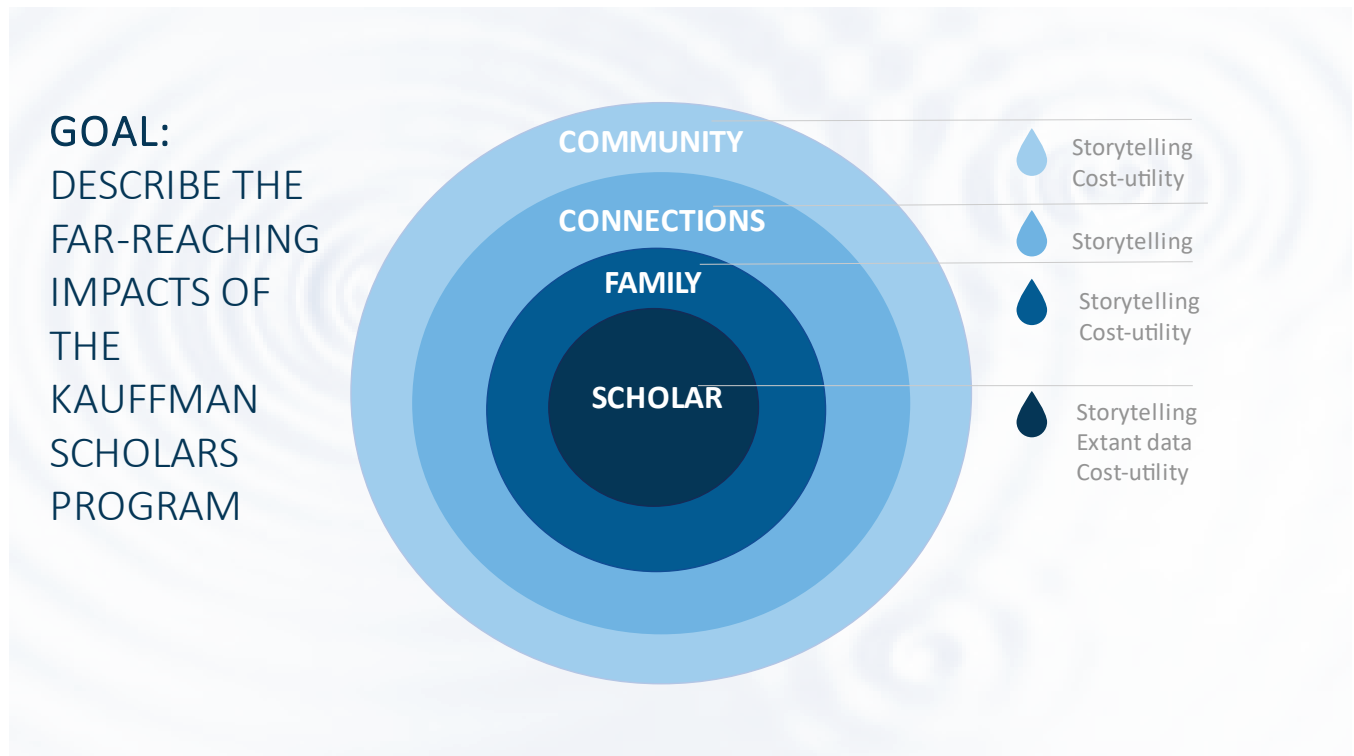 GOAL:
DESCRIBE THE
FAR-REACHING
IMPACTS OF
THE
KAUFFMAN
SCHOLARS
PROGRAM
COMMUNITY
CONNECTIONS
FAMILY
SCHOLAR
Storytelling
Cost-utility
Storytelling
Storytelling
Cost-utility
Storytelling
Extant data
Cost-utility